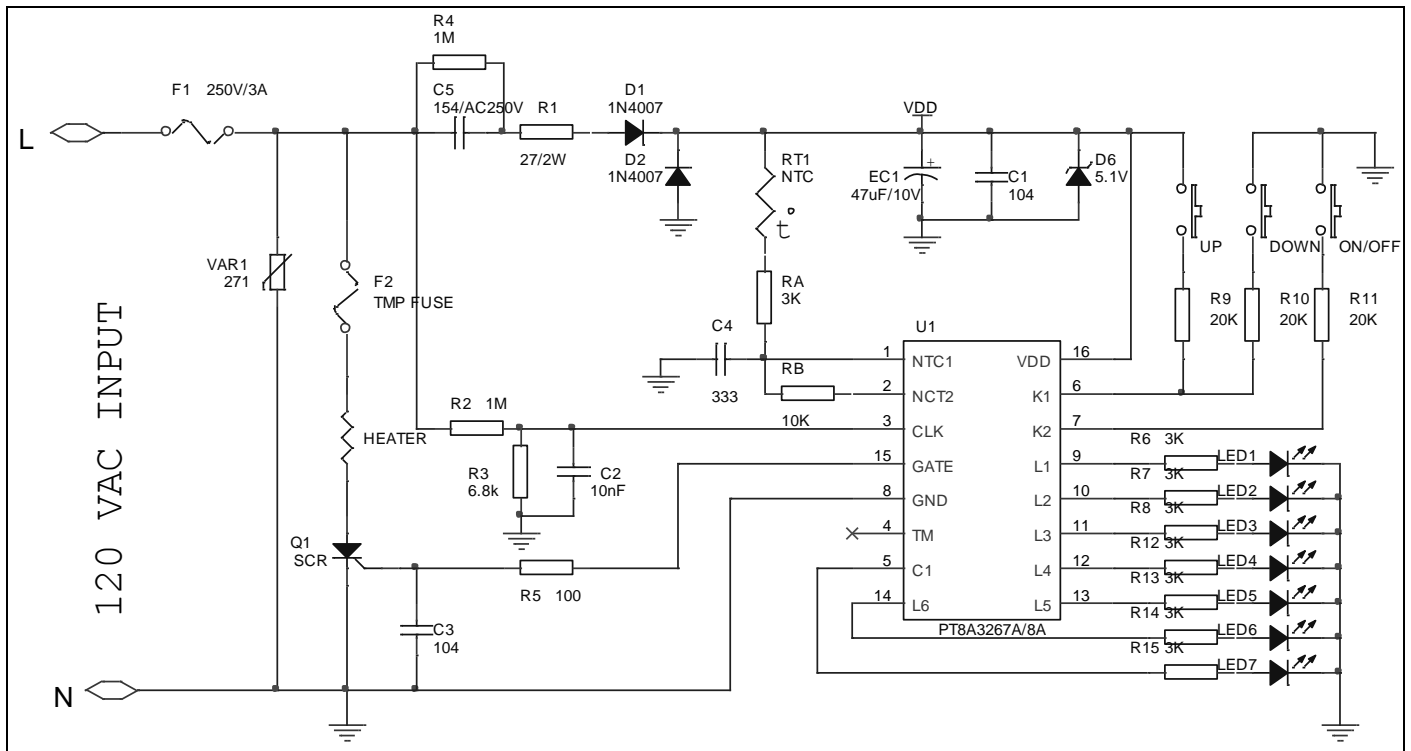 R4
1M
F1 250V/3A
C5
154/AC250V
R1
27/2W
D1
1N4007
D2
1N4007
VDD
L
RT1
NTC
t°
EC1
47uF/10V
+
C1
104
D6
5.1V
UP
DOWN
ON/OFF
VAR1
271
F2
TMP FUSE
RA
3K
R9
20K
R10
20K
R11
20K
120 VAC INPUT
C4
333
U1
RB
10K
1 NTC1 VDD 16
2 NCT2 K1 6
3 CLK K2 7
15 GATE L1 9
8 GND L2 10
4 TM L3 11
5 C1 L4 12
14 L6 L5 13
PT8A3267A/8A
R2 1M
HEATER
R3
6.8k
C2
10nF
R6 3K
LED1
R7 3K
LED2
R8 3K
LED3
R12 3K
LED4
R13 3K
LED5
R14 3K
LED6
R15 3K
LED7
Q1
SCR
R5 100
C3
104
N